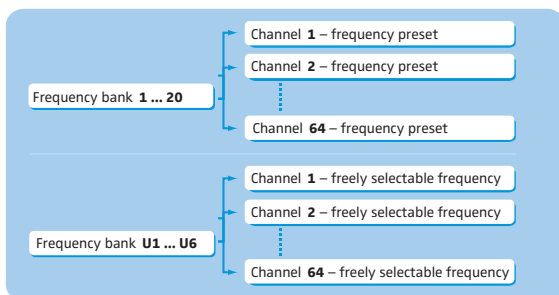 Channel 1 – frequency preset
Channel 2 – frequency preset
Frequency bank 1 ... 20
Channel 64 – frequency preset
Channel 1 – freely selectable frequency
Channel 2 – freely selectable frequency
Frequency bank U1 ... U6
Channel 64 – freely selectable frequency